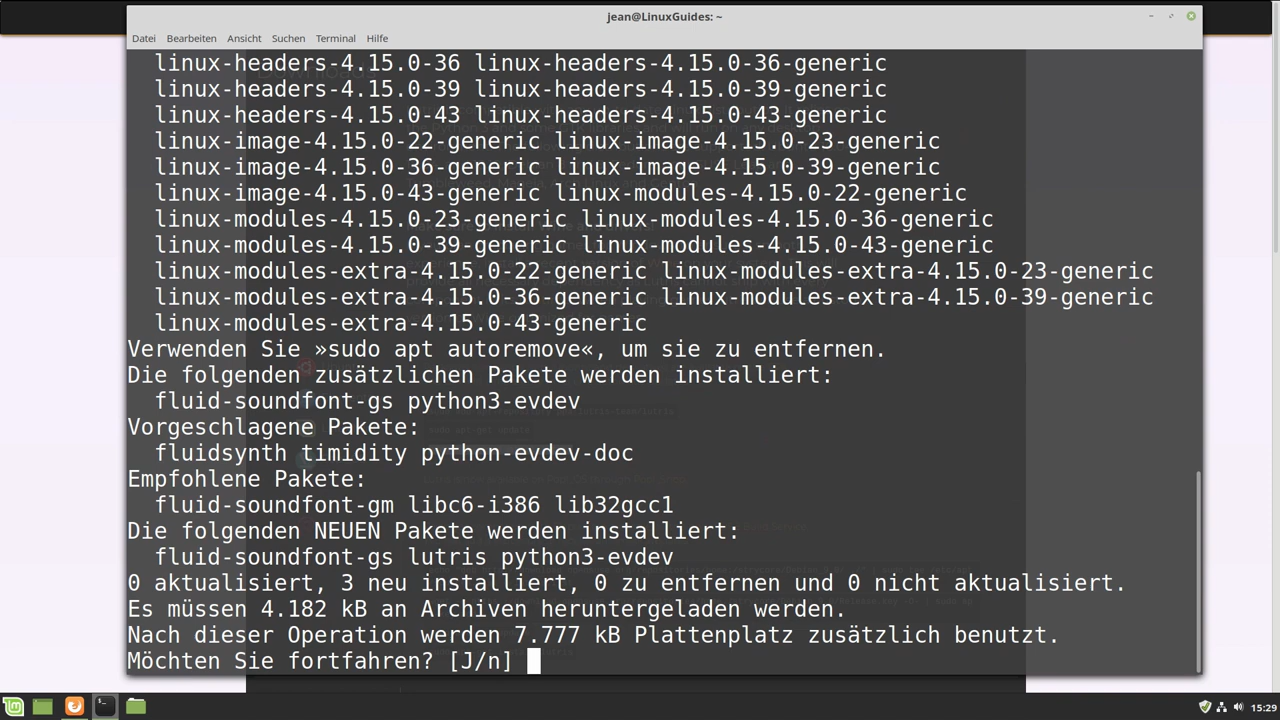 jean@LinuxGuides: ~
Datei Bearbeiten Ansicht Suchen Terminal Hilfe
Downloads
linux-headers-4.15.0-36 linux-headers-4.15.0-36-generic
linux-headers-4.15.0-39 linux-headers-4.15.0-39-generic
linux-headers-4.15.0-43 linux-headers-4.15.0-43-generic
linux-image-4.15.0-22-generic linux-image-4.15.0-23-generic
linux-image-4.15.0-36-generic linux-image-4.15.0-39-generic
linux-image-4.15.0-43-generic linux-modules-4.15.0-22-generic
linux-modules-4.15.0-23-generic linux-modules-4.15.0-36-generic
linux-modules-4.15.0-39-generic linux-modules-4.15.0-43-generic
linux-modules-extra-4.15.0-22-generic linux-modules-extra-4.15.0-23-generic
linux-modules-extra-4.15.0-36-generic linux-modules-extra-4.15.0-39-generic
linux-modules-extra-4.15.0-43-generic
Verwenden Sie »sudo apt autoremove«, um sie zu entfernen.
Die folgenden zusätzlichen Pakete werden installiert:
fluid-soundfont-gs python3-evdev
Vorgeschlagene Pakete:
fluidsynth timidity python-evdev-doc
Empfohlene Pakete:
fluid-soundfont-gm libc6-i386 lib32gcc1
Die folgenden NEUEN Pakete werden installiert:
fluid-soundfont-gs lutris python3-evdev
0 aktualisiert, 3 neu installiert, 0 zu entfernen und 0 nicht aktualisiert.
Es müssen 4.182 kB an Archiven heruntergeladen werden.
Nach dieser Operation werden 7.777 kB Plattenplatz zusätzlich benutzt.
Möchten Sie fortfahren? [J/n]
15:29